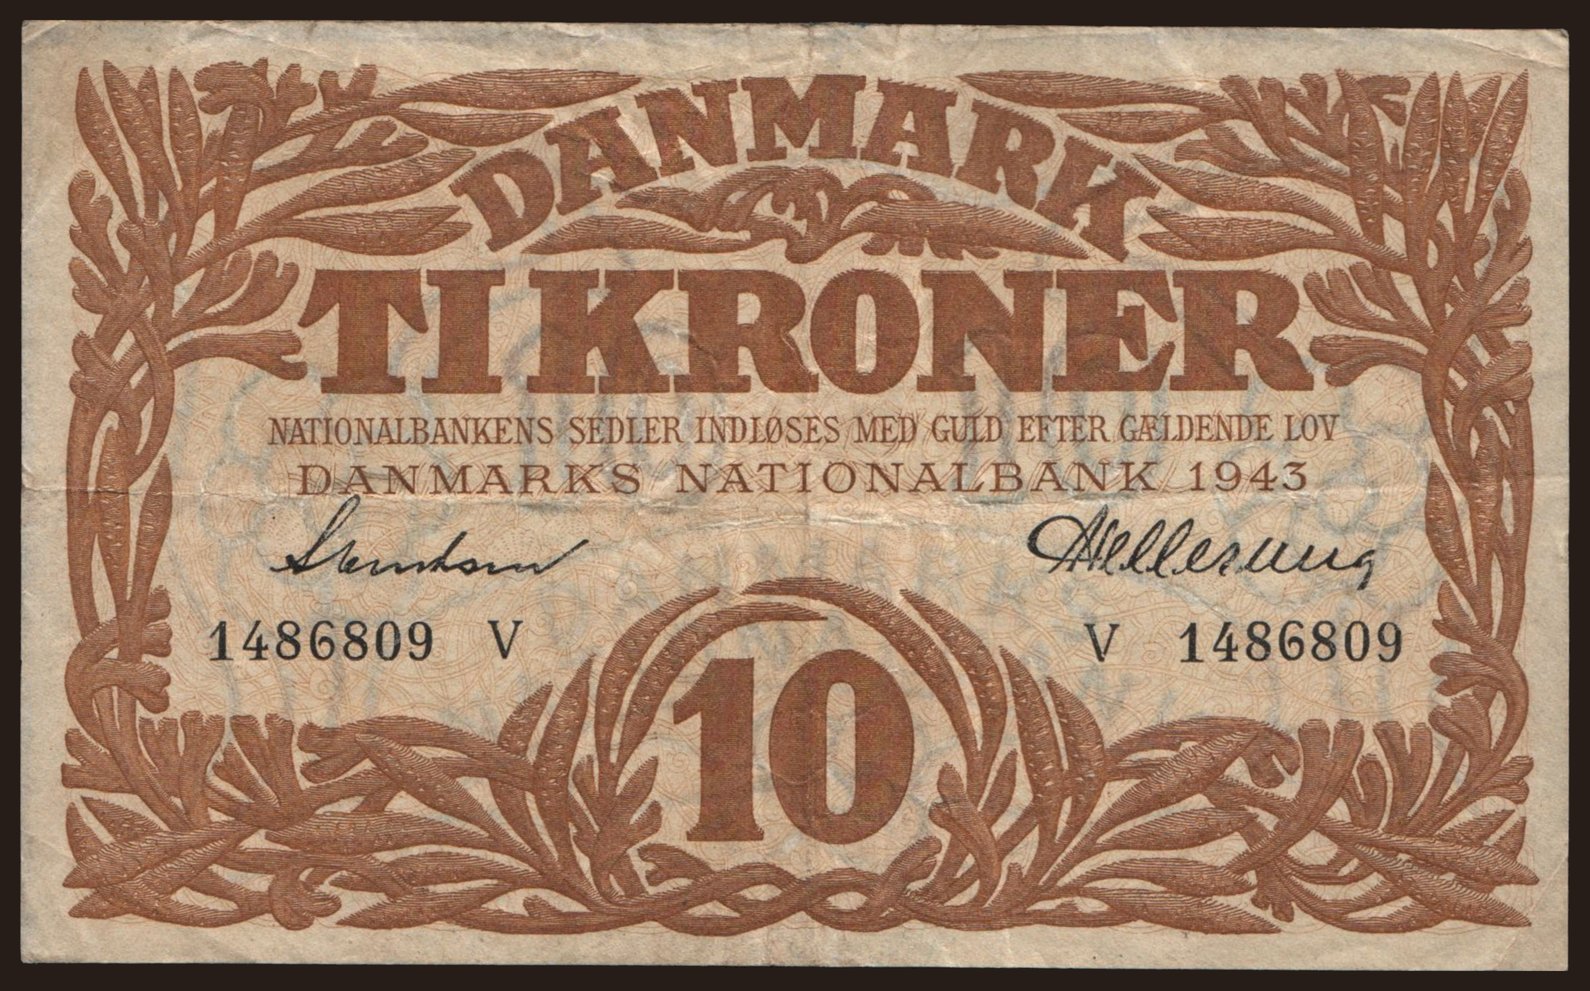 DANMARK
TI KRONER
NATIONALBANKENS SEDLER INDLØSES MED GULD EFTER GÆLDENDE LOV
DANMARKS NATIONALBANK 1943
1486809 V V 1486809
10